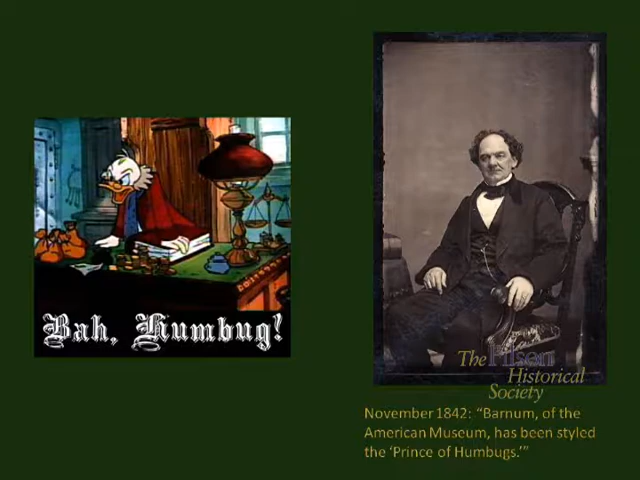 Bah, Humbug!
The Filson
Historical
Society
November 1842: "Barnum, of the
American Museum, has been styled
the 'Prince of Humbugs.'"